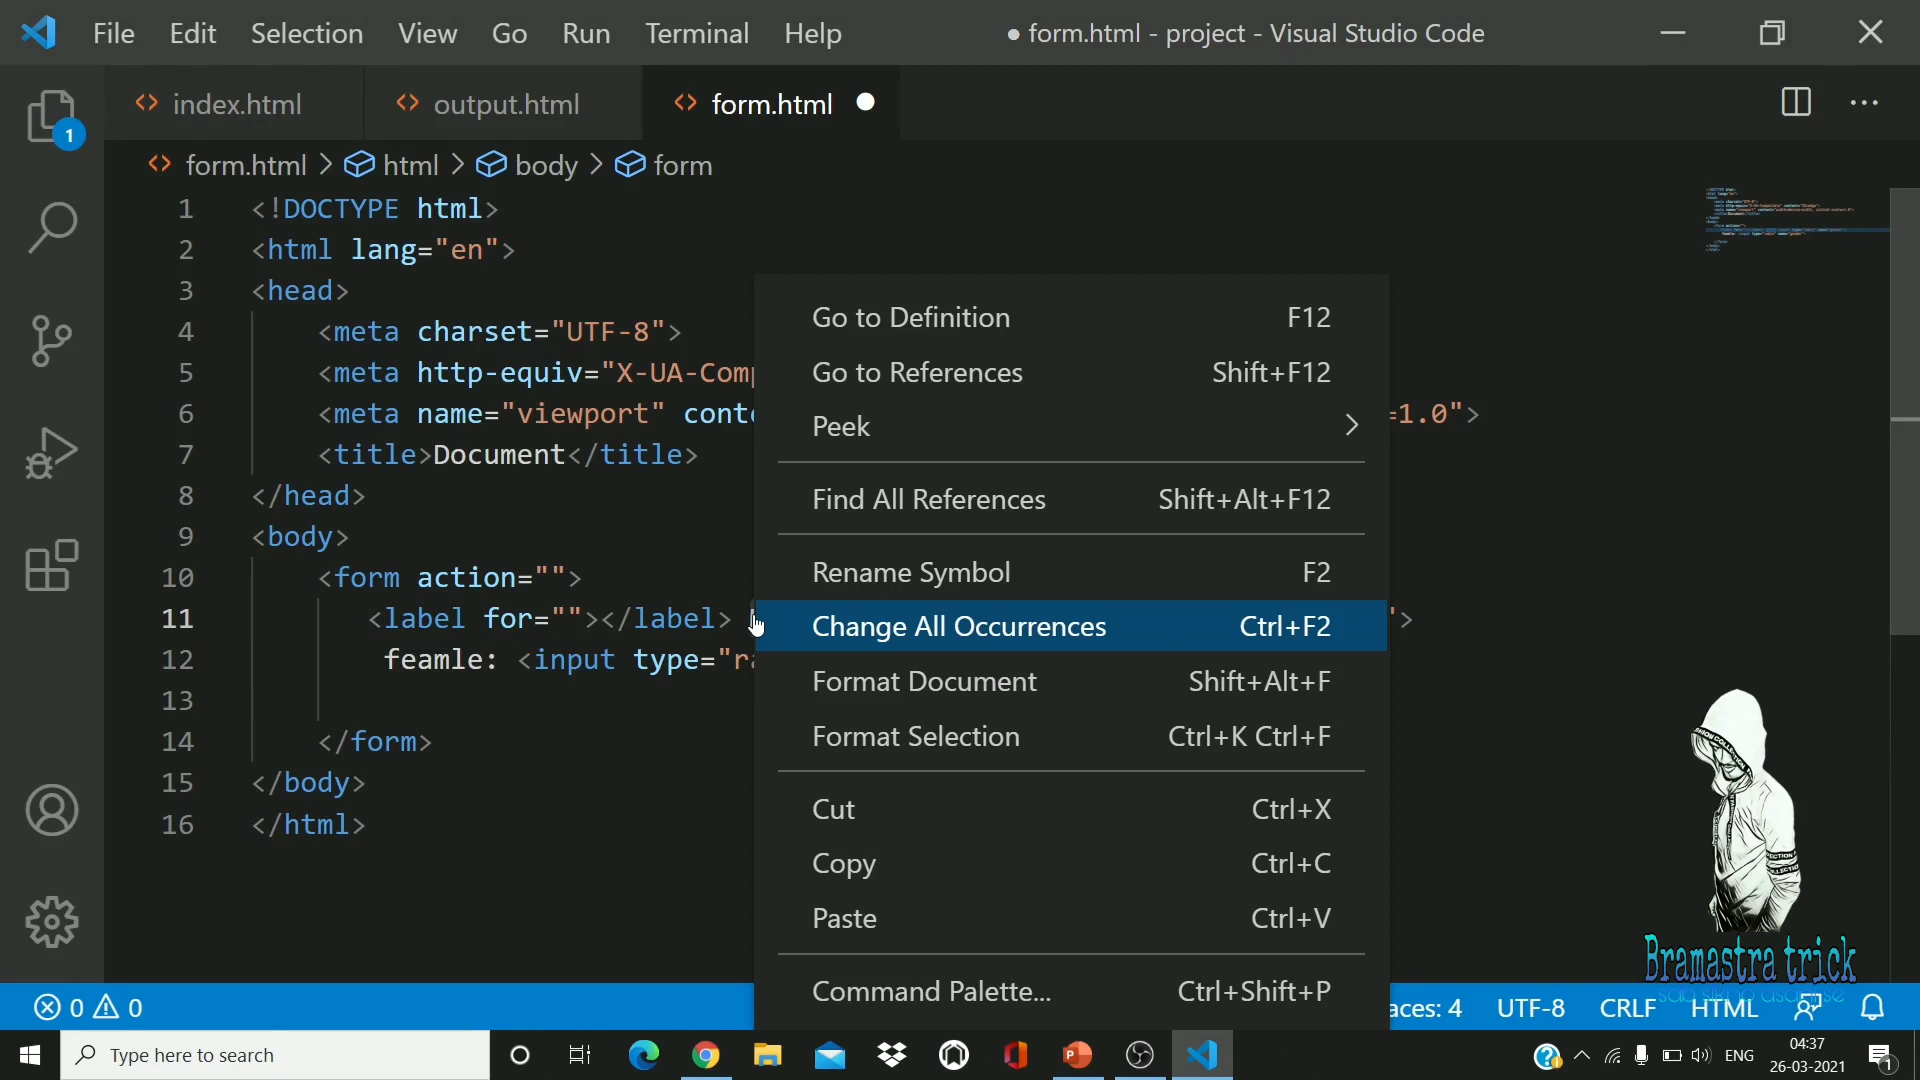 File Edit Selection View Go Run Terminal Help
● form.html - project - Visual Studio Code
index.html output.html form.html
form.html > html > body > form
1 <!DOCTYPE html>
2 <html lang="en">
3 <head>
4 <meta charset="UTF-8">
5 <meta http-equiv="X-UA-Comp
6 <meta name="viewport" conte =1.0">
7 <title>Document</title>
8 </head>
9 <body>
10 <form action="">
11 <label for=""></label> ">
12 feamle: <input type="ra
13
14 </form>
15 </body>
16 </html>
1
Go to Definition F12
Go to References Shift+F12
Peek
Find All References Shift+Alt+F12
Rename Symbol F2
Change All Occurrences Ctrl+F2
Format Document Shift+Alt+F
Format Selection Ctrl+K Ctrl+F
Cut Ctrl+X
Copy Ctrl+C
Paste Ctrl+V
Command Palette... Ctrl+Shift+P
Bramastra trick
0 0 aces: 4 UTF-8 CRLF HTML
Type here to search
ENG
04:37
26-03-2021
1